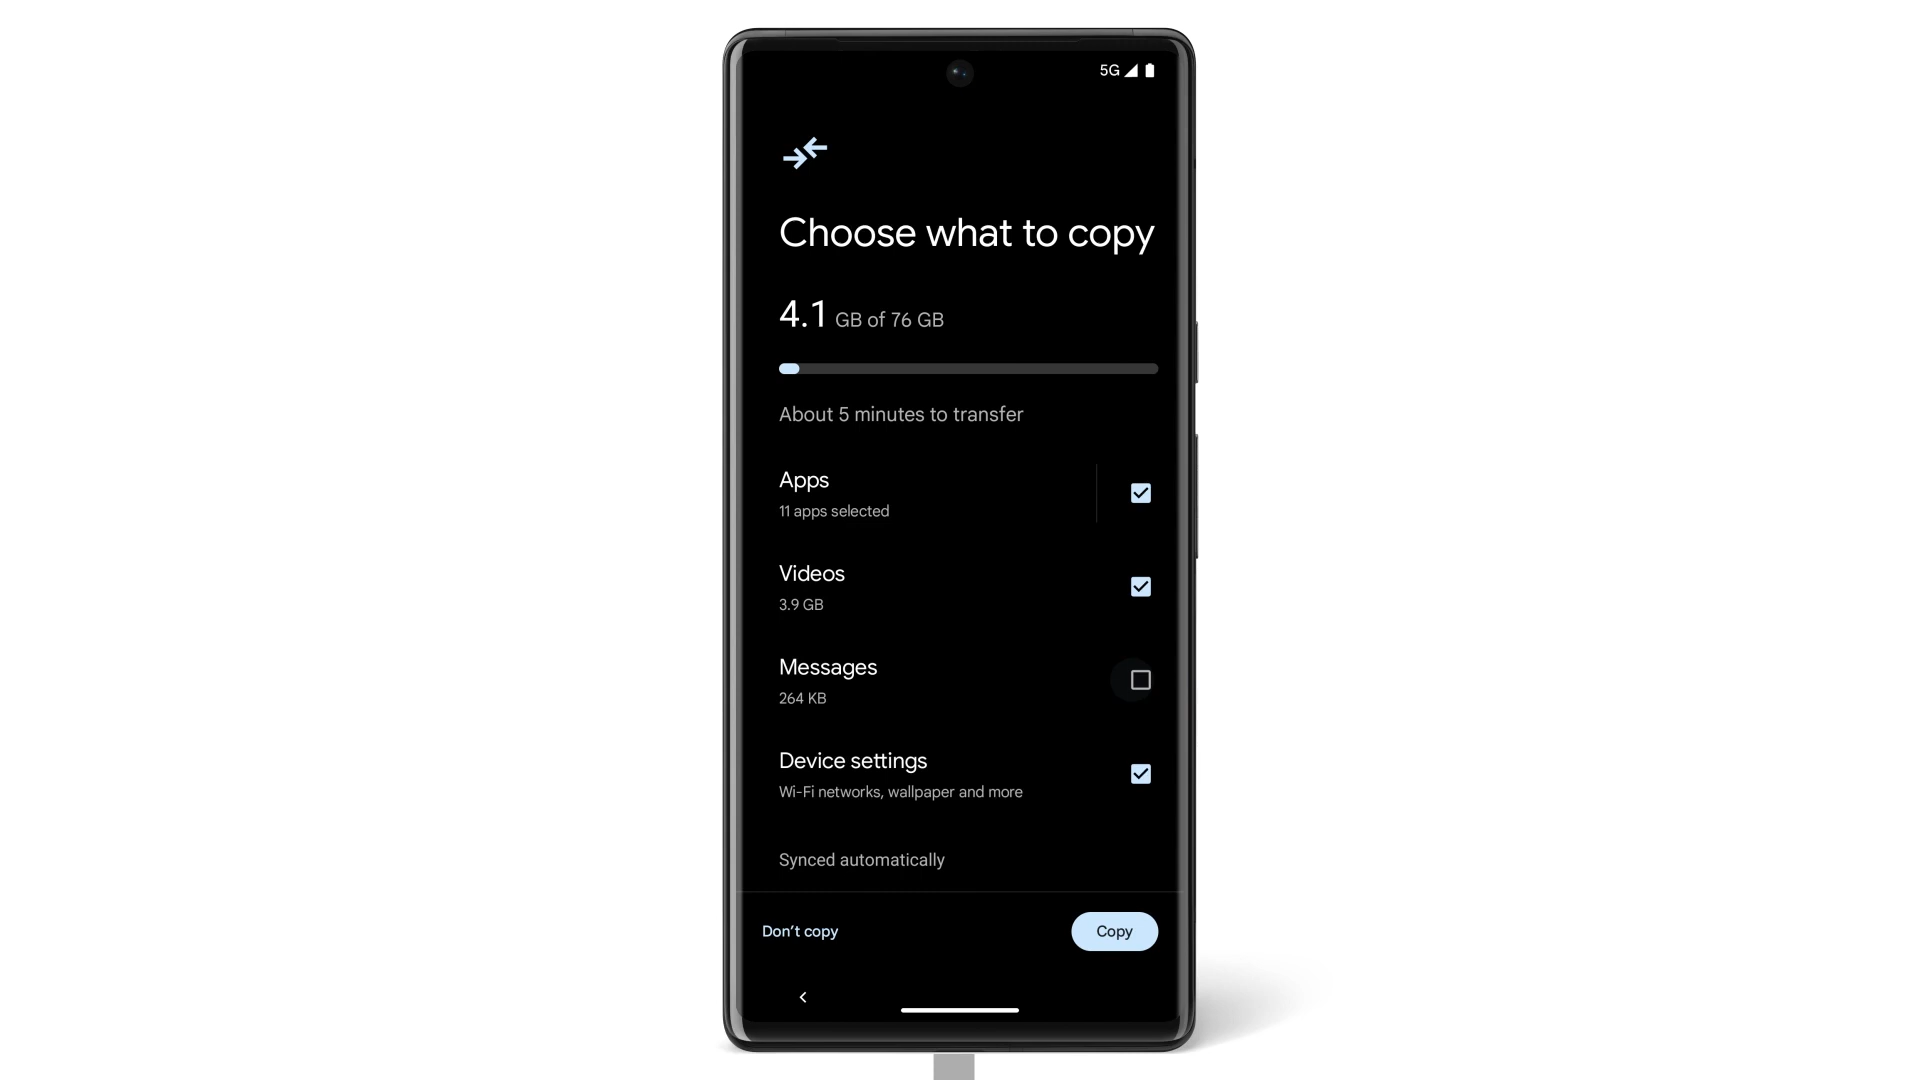 5G
Choose what to copy
4.1 GB of 76 GB
About 5 minutes to transfer
Apps
11 apps selected
Videos
3.9 GB
Messages
264 KB
Device settings
Wi-Fi networks, wallpaper and more
Synced automatically
Don’t copy
Copy